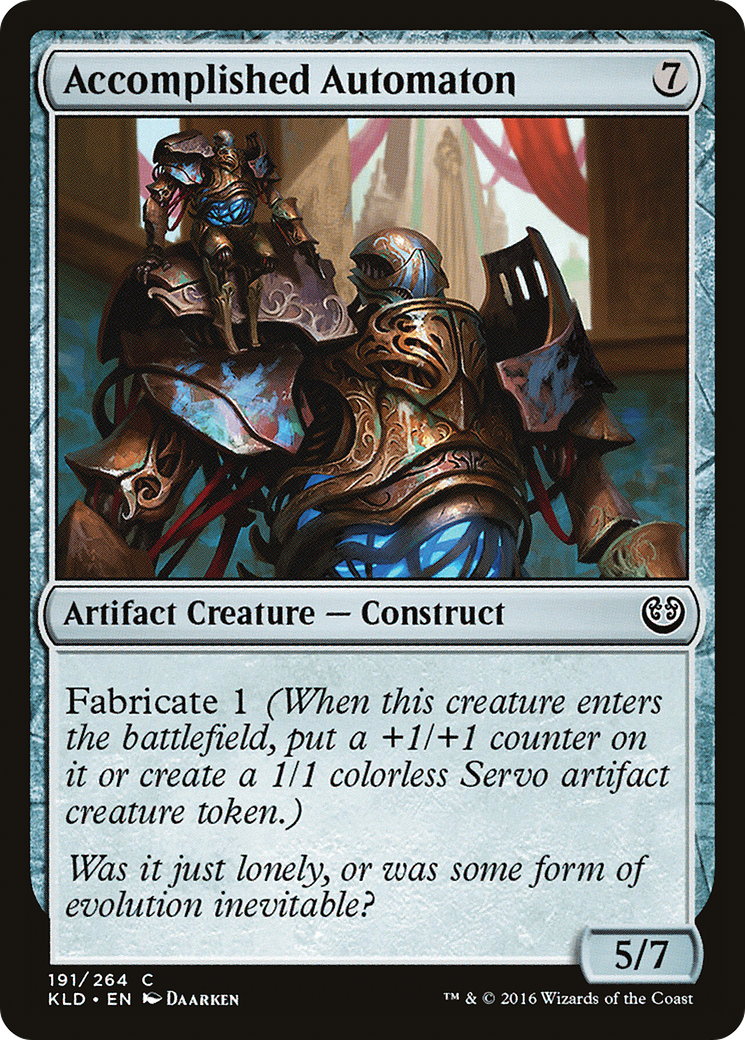 Accomplished Automaton 7
Artifact Creature — Construct
Fabricate 1 (When this creature enters
the battlefield, put a +1/+1 counter on
it or create a 1/1 colorless Servo artifact
creature token.)
Was it just lonely, or was some form of
evolution inevitable?
5/7
191/264 C
KLD • EN Daarken
™ & © 2016 Wizards of the Coast